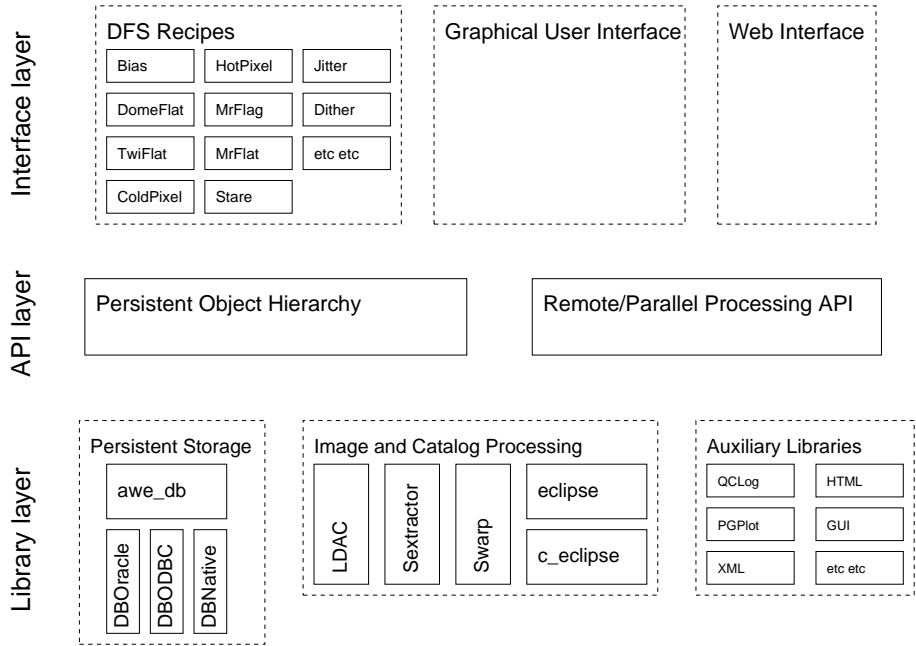 Interface layer
DFS Recipes
Bias
HotPixel
Jitter
DomeFlat
MrFlag
Dither
TwiFlat
MrFlat
etc etc
ColdPixel
Stare
Graphical User Interface
Web Interface
API layer
Persistent Object Hierarchy
Remote/Parallel Processing API
Library layer
Persistent Storage
awe_db
DBOracle
DBODBC
DBNative
Image and Catalog Processing
LDAC
Sextractor
Swarp
eclipse
c_eclipse
Auxiliary Libraries
QCLog
HTML
PGPlot
GUI
XML
etc etc